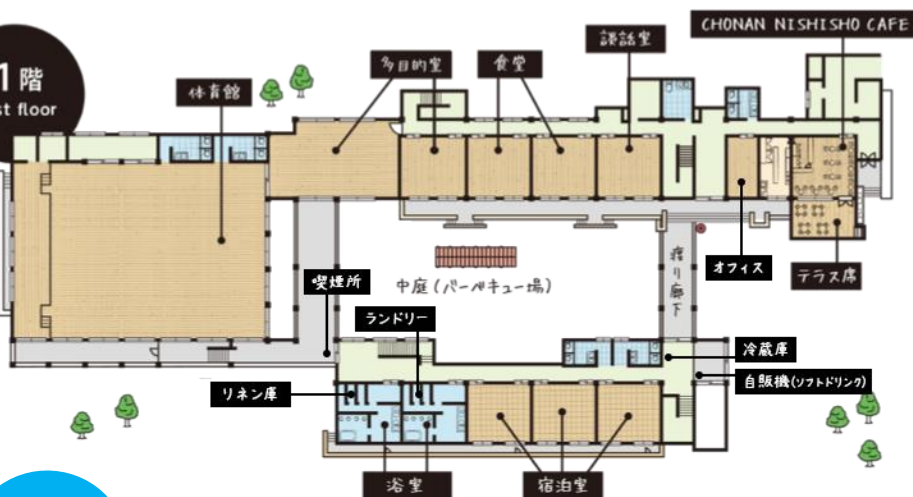 CHONAN NISHISHO CAFE
談話室
多目的室
食堂
1階
st floor
体育館
オフィス
テラス席
渡り廊下
喫煙所
中庭(バーベキュー場)
ランドリー
冷蔵庫
自販機(ソフトドリンク)
リネン庫
浴室
宿泊室